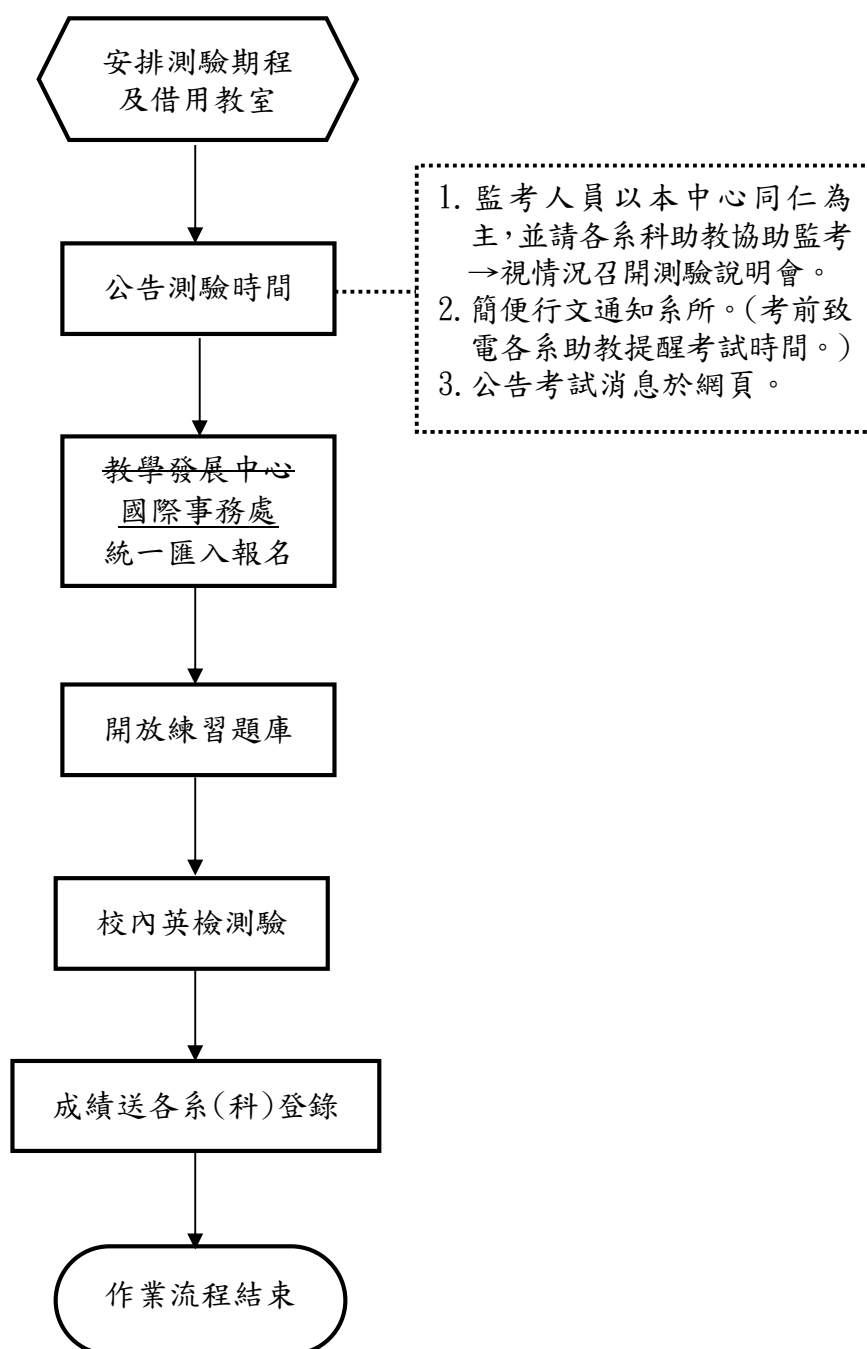 安排測驗期程
及借用教室
公告測驗時間
1. 監考人員以本中心同仁為
主,並請各系科助教協助監考
→視情況召開測驗說明會。
2. 簡便行文通知系所。(考前致
電各系助教提醒考試時間。)
3. 公告考試消息於網頁。
教學發展中心
國際事務處
統一匯入報名
開放練習題庫
校內英檢測驗
成績送各系(科)登錄
作業流程結束